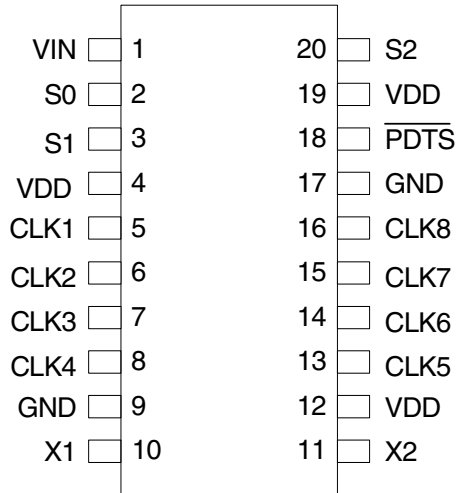 VIN 1 20 S2
S0 2 19 VDD
S1 3 18 PDTS
VDD 4 17 GND
CLK1 5 16 CLK8
CLK2 6 15 CLK7
CLK3 7 14 CLK6
CLK4 8 13 CLK5
GND 9 12 VDD
X1 10 11 X2